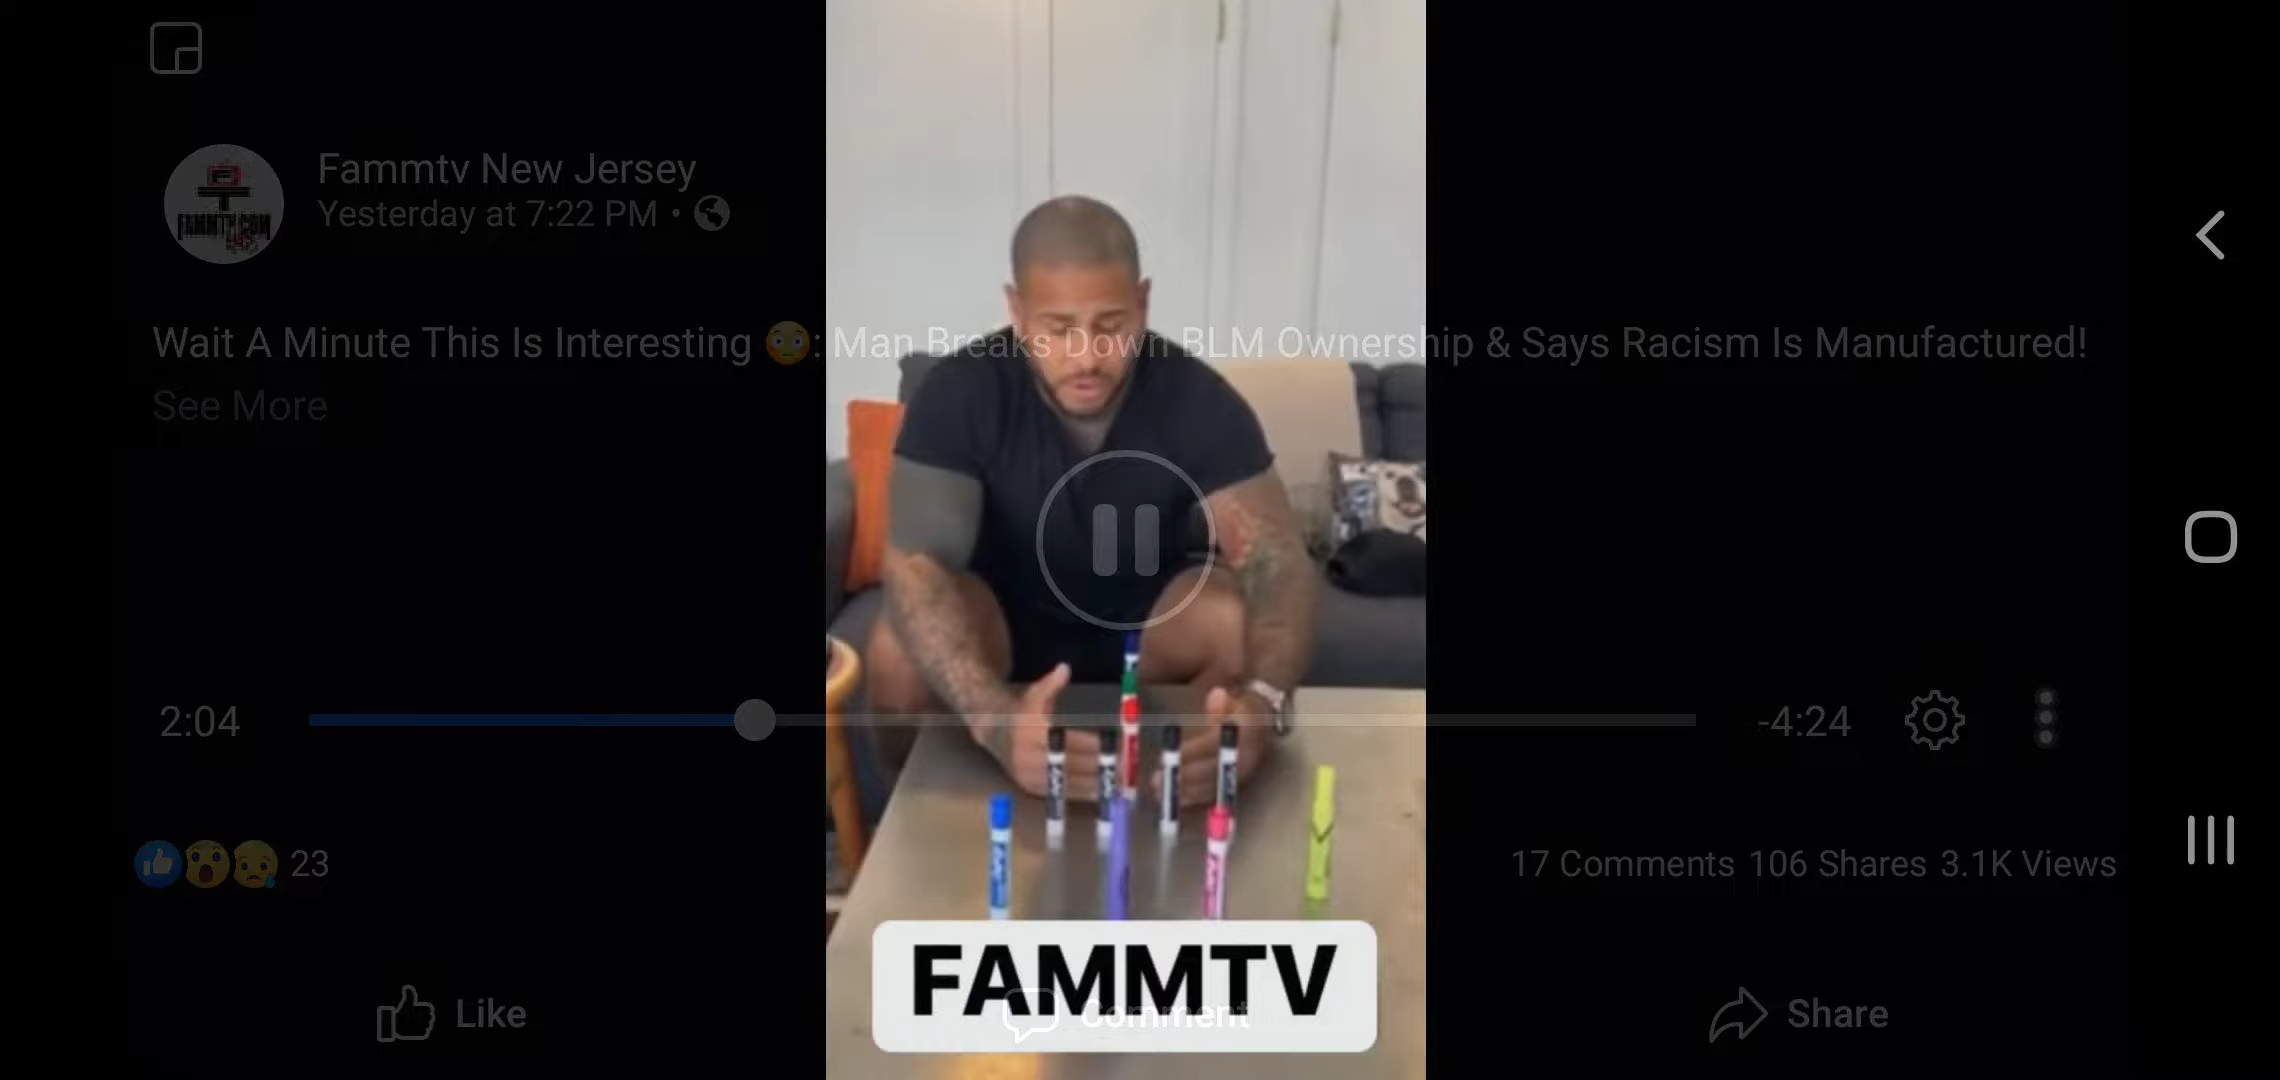 Fammtv New Jersey
Yesterday at 7:22 PM •
Wait A Minute This Is Interesting 😳: Man Breaks Down BLM Ownership & Says Racism Is Manufactured!
See More
2:04
-4:24
23
17 Comments 106 Shares 3.1K Views
FAMMTV
Like
Comment
Share